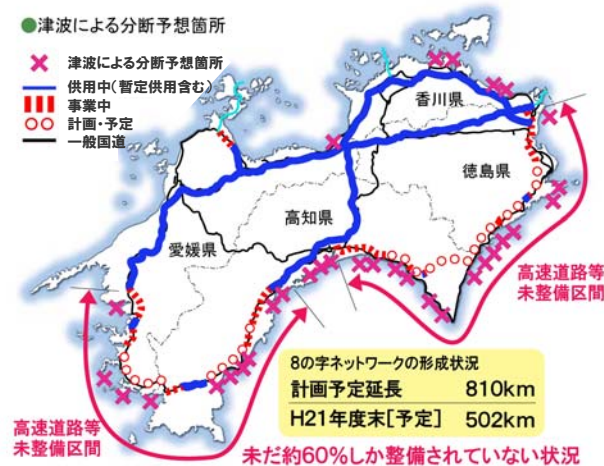 ●津波による分断予想箇所
津波による分断予想箇所
供用中(暫定供用含む)
事業中
計画・予定
一般国道
香川県
徳島県
高知県
愛媛県
高速道路等
未整備区間
8の字ネットワークの形成状況
計画予定延長 810km
H21年度末[予定] 502km
高速道路等
未整備区間
未だ約60%しか整備されていない状況